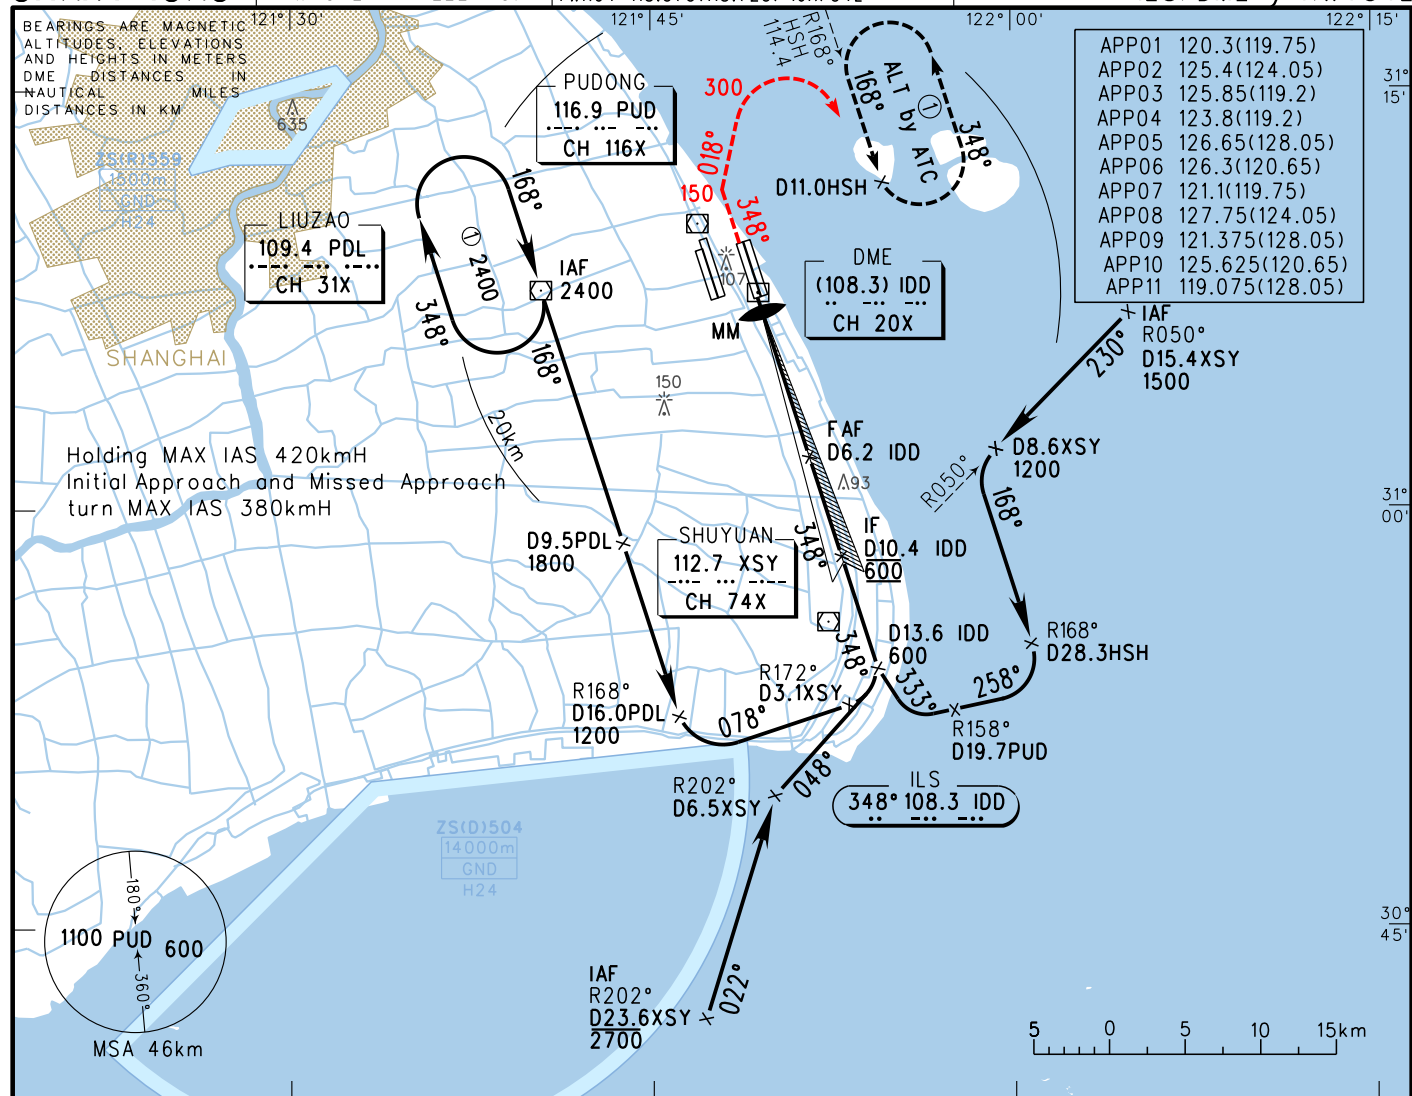 121°30'
121°45'
122°00'
122°15'
BEARINGS ARE MAGNETIC
ALTITUDES, ELEVATIONS
AND HEIGHTS IN METERS
DME DISTANCES IN
NAUTICAL MILES
DISTANCES IN KM
635
ZS(R)559
1500m
GND
H24
SHANGHAI
PUDONG
116.9 PUD
CH 116X
LIUZAO
109.4 PDL
CH 31X
168°
① 2400
348°
IAF
2400
168°
300
018°
150
348°
107
MM
R168°
HSH
114.4
168°
ALT by
ATC
①
348°
D11.0HSH
DME
(108.3) IDD
CH 20X
APP01 120.3(119.75)
APP02 125.4(124.05)
APP03 125.85(119.2)
APP04 123.8(119.2)
APP05 126.65(128.05)
APP06 126.3(120.65)
APP07 121.1(119.75)
APP08 127.75(124.05)
APP09 121.375(128.05)
APP10 125.625(120.65)
APP11 119.075(128.05)
31°
15'
IAF
R050°
D15.4XSY
1500
230°
150
20km
Holding MAX IAS 420kmH
Initial Approach and Missed Approach
turn MAX IAS 380kmH
FAF
D6.2 IDD
93
D8.6XSY
1200
R050°
168°
31°
00'
D9.5PDL
1800
SHUYUAN
112.7 XSY
CH 74X
348°
IF
D10.4 IDD
600
348°
D13.6 IDD
600
R168°
D28.3HSH
R172°
D3.1XSY
333°
258°
R168°
D16.0PDL
1200
078°
R158°
D19.7PUD
R202°
D6.5XSY
048°
ILS
348° 108.3 IDD
ZS(D)504
14000m
GND
H24
180°
1100 PUD 600
360°
MSA 46km
30°
45'
IAF
R202°
D23.6XSY
2700
022°
5 0 5 10 15km